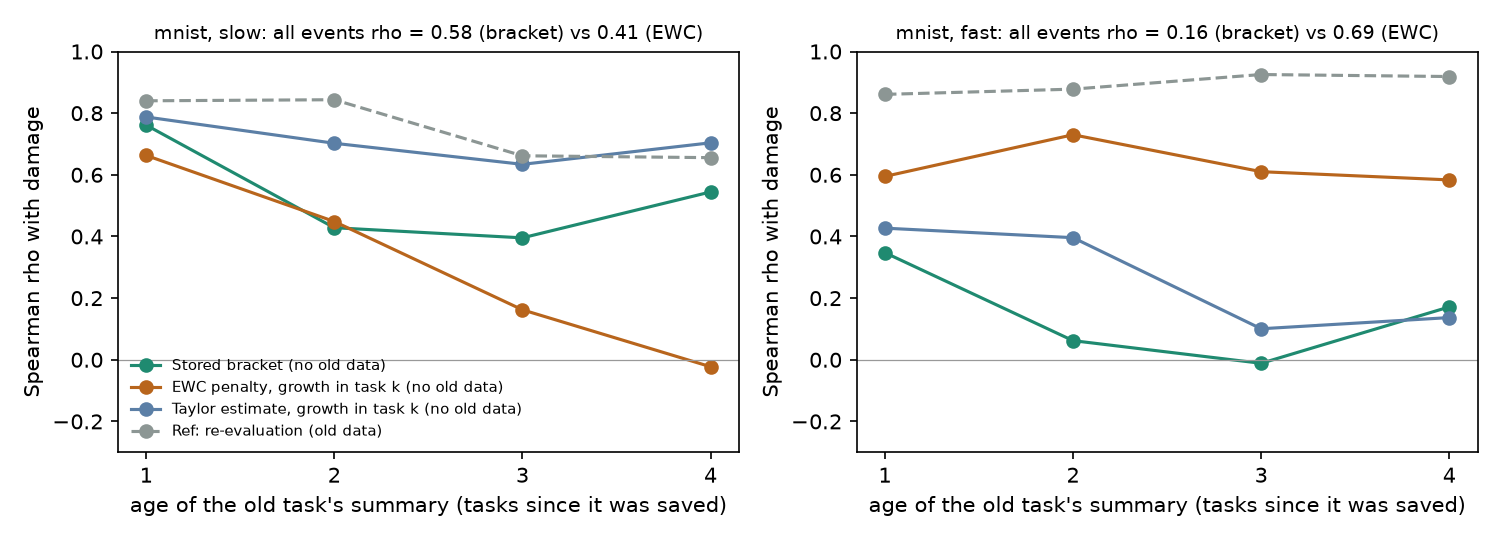 mnist, slow: all events rho = 0.58 (bracket) vs 0.41 (EWC)
Spearman rho with damage
1.0
0.8
0.6
0.4
0.2
0.0
−0.2
Stored bracket (no old data)
EWC penalty, growth in task k (no old data)
Taylor estimate, growth in task k (no old data)
Ref: re-evaluation (old data)
1 2 3 4
age of the old task's summary (tasks since it was saved)
mnist, fast: all events rho = 0.16 (bracket) vs 0.69 (EWC)
Spearman rho with damage
1.0
0.8
0.6
0.4
0.2
0.0
−0.2
1 2 3 4
age of the old task's summary (tasks since it was saved)